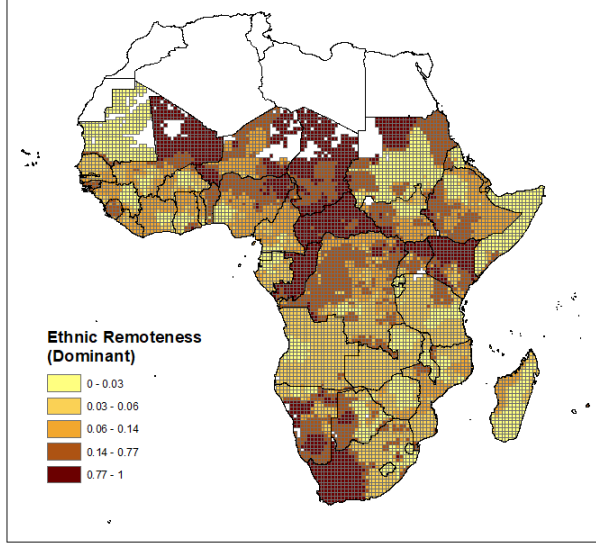 Ethnic Remoteness
(Dominant)
0 - 0.03
0.03 - 0.06
0.06 - 0.14
0.14 - 0.77
0.77 - 1